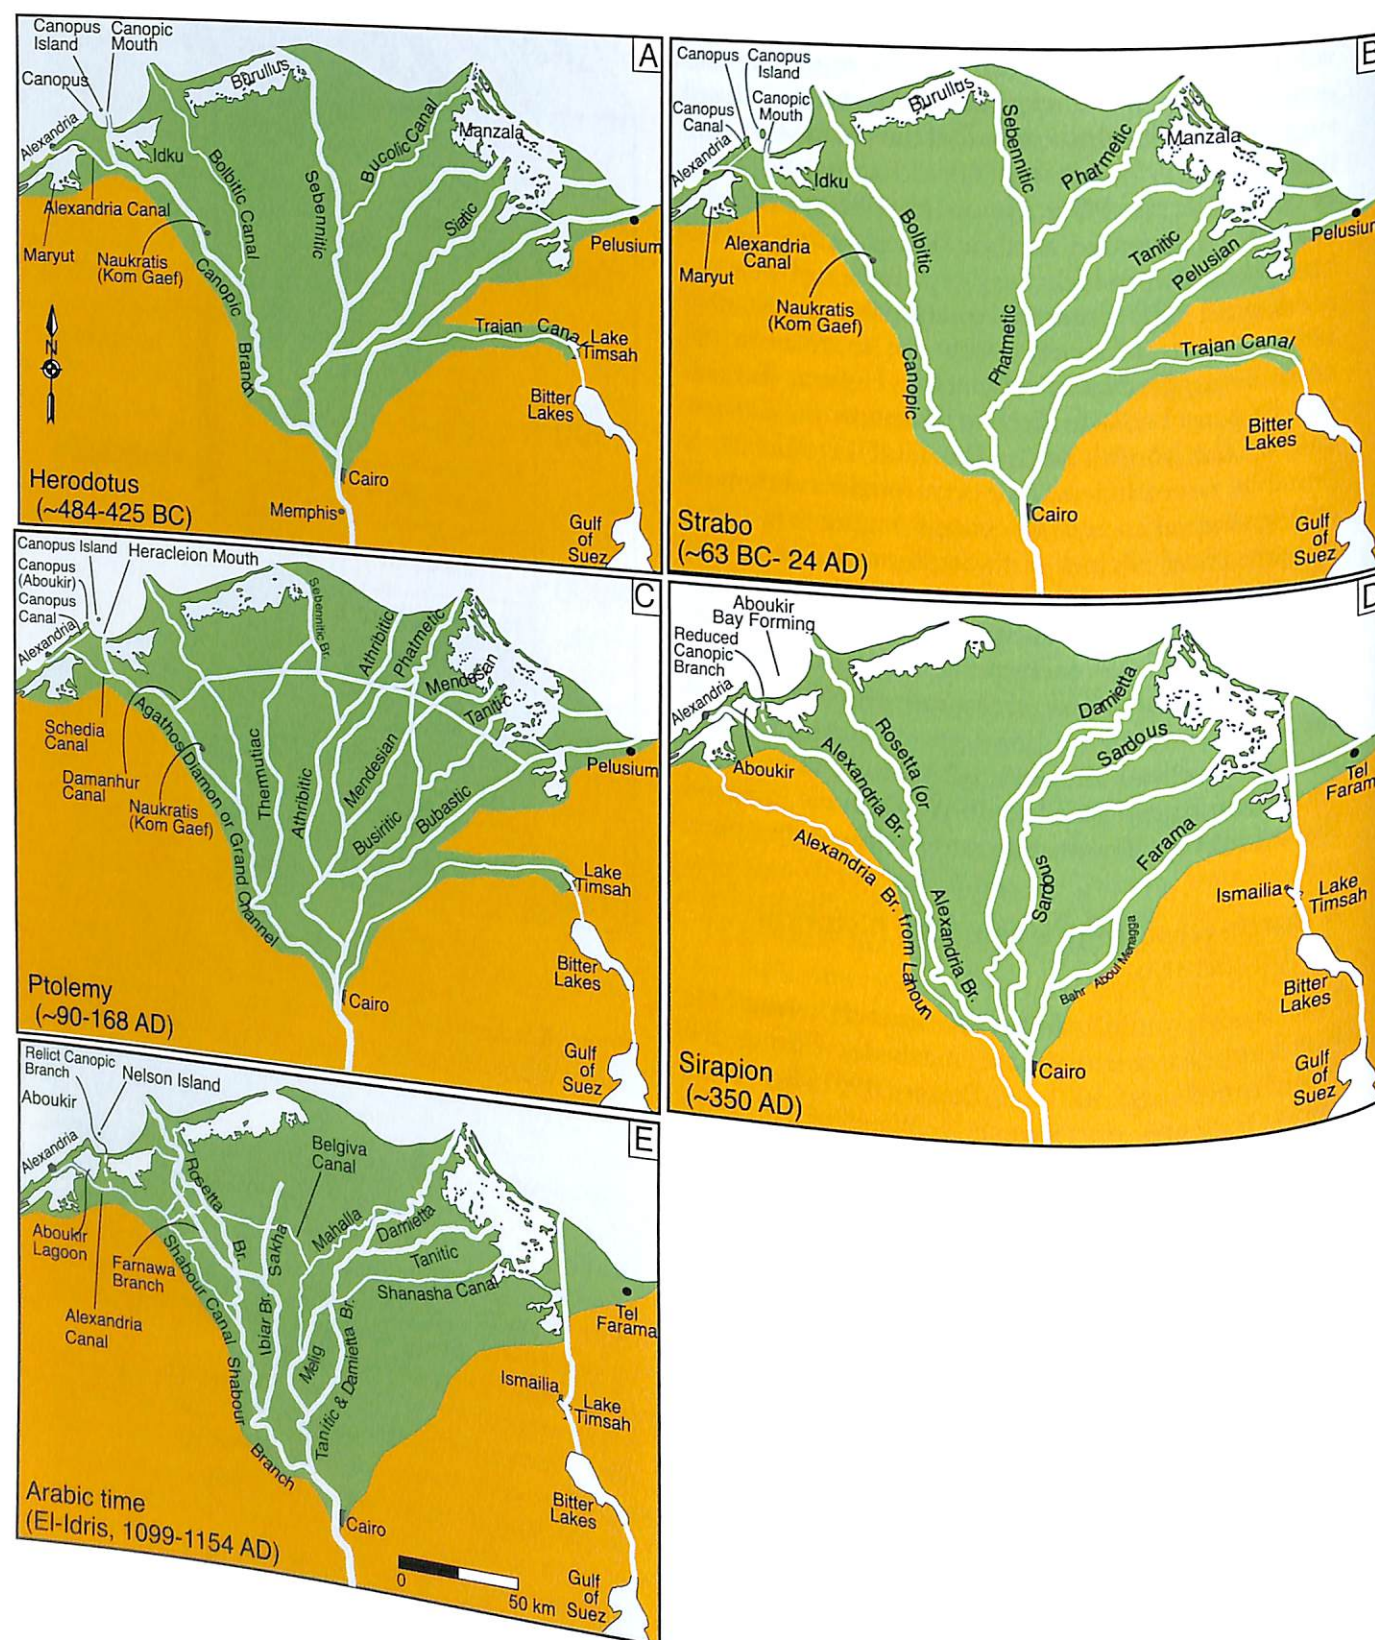 A
Canopus
Island
Canopic
Mouth
Canopus
Alexandria
Burullus
Manzala
Idku
Bolbitic Canal
Sebennitic
Bucolic Canal
Siatic
Alexandria Canal
Maryut
Naukratis
(Kom Gaef)
Canopic
Branch
Pelusium
N
Trajan Cana
Lake
Timsah
Bitter
Lakes
Herodotus
(~484-425 BC)
Cairo
Memphis
Gulf
of
Suez
B
Canopus
Canopus
Island
Canopic
Mouth
Canopus
Canal
Alexandria
Burullus
Manzala
Idku
Sebennitic
Phatmetic
Bolbitic
Tanitic
Pelusian
Pelusiur
Maryut
Alexandria
Canal
Naukratis
(Kom Gaef)
Canopic
Phatmetic
Trajan Canal
Bitter
Lakes
Strabo
(~63 BC- 24 AD)
Cairo
Gulf
of
Suez
C
Canopus Island
Heracleion Mouth
Canopus
(Aboukir)
Canopus
Canal
Alexandria
Sebennitic Br.
Athribitic
Phatmetic
Mendesian
Tanitic
Schedia
Canal
Damanhur
Canal
Naukratis
(Kom Gaef)
Agathos Diamon or Grand Channel
Themutiac
Athribitic
Mendesian
Busiritic
Bubastic
Pelusium
Lake
Timsah
Bitter
Lakes
Ptolemy
(~90-168 AD)
Cairo
Gulf
of
Suez
D
Aboukir
Bay Forming
Reduced
Canopic
Branch
Alexandria
Aboukir
Rosetta (or
Alexandria Br.
Alexandria Br.
Alexandria Br. from Lahoun
Damietta
Sardous
Saroous
Farama
Bahr Aboul Menagga
Tel
Faram
Ismailia
Lake
Timsah
Bitter
Lakes
Sirapion
(~350 AD)
Cairo
Gulf
of
Suez
E
Relict Canopic
Branch
Nelson Island
Aboukir
Alexandria
Belgiva
Canal
Rosetta
Br.
Sakha
Mahalla
Damietta
Tanitic
Shanasha Canal
Aboukir
Lagoon
Farnawa
Branch
Alexandria
Canal
Shabour Canal
Shabour
Branch
Ibiar Br.
Melig
Tanitic & Damietta Br.
Tel
Farama
Ismailia
Lake
Timsah
Bitter
Lakes
Arabic time
(El-Idris, 1099-1154 AD)
Cairo
0
50 km
Gulf
of
Suez